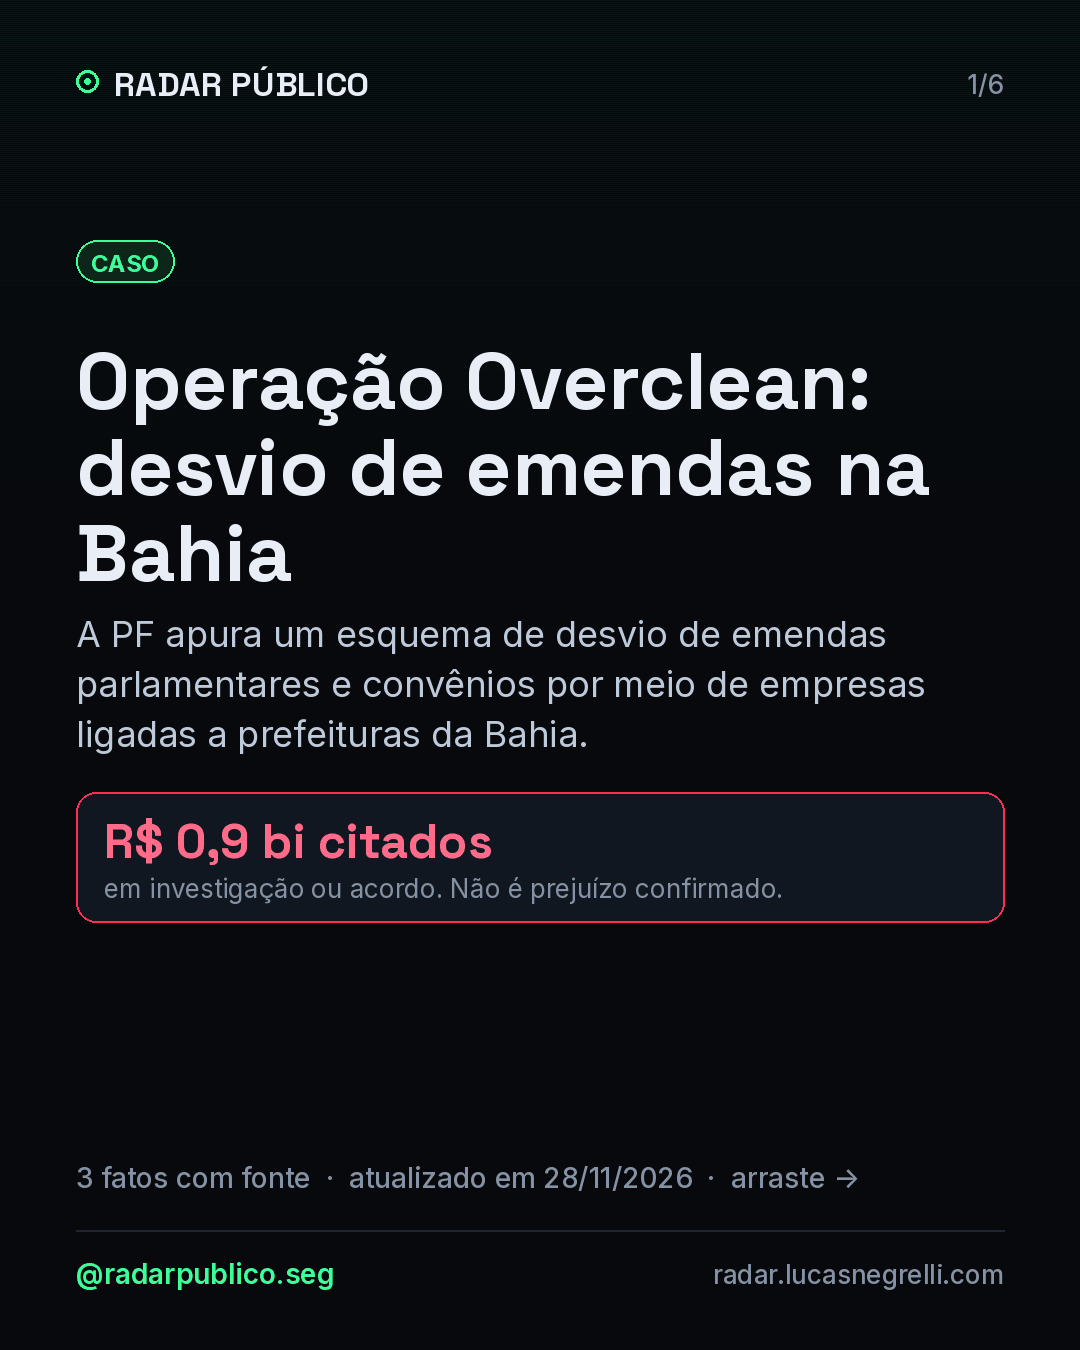 RADAR PÚBLICO
1/6
CASO
Operação Overclean:
desvio de emendas na
Bahia
A PF apura um esquema de desvio de emendas
parlamentares e convênios por meio de empresas
ligadas a prefeituras da Bahia.
R$ 0,9 bi citados
em investigação ou acordo. Não é prejuízo confirmado.
3 fatos com fonte · atualizado em 28/11/2026 · arraste →
@radarpublico.seg
radar.lucasnegrelli.com